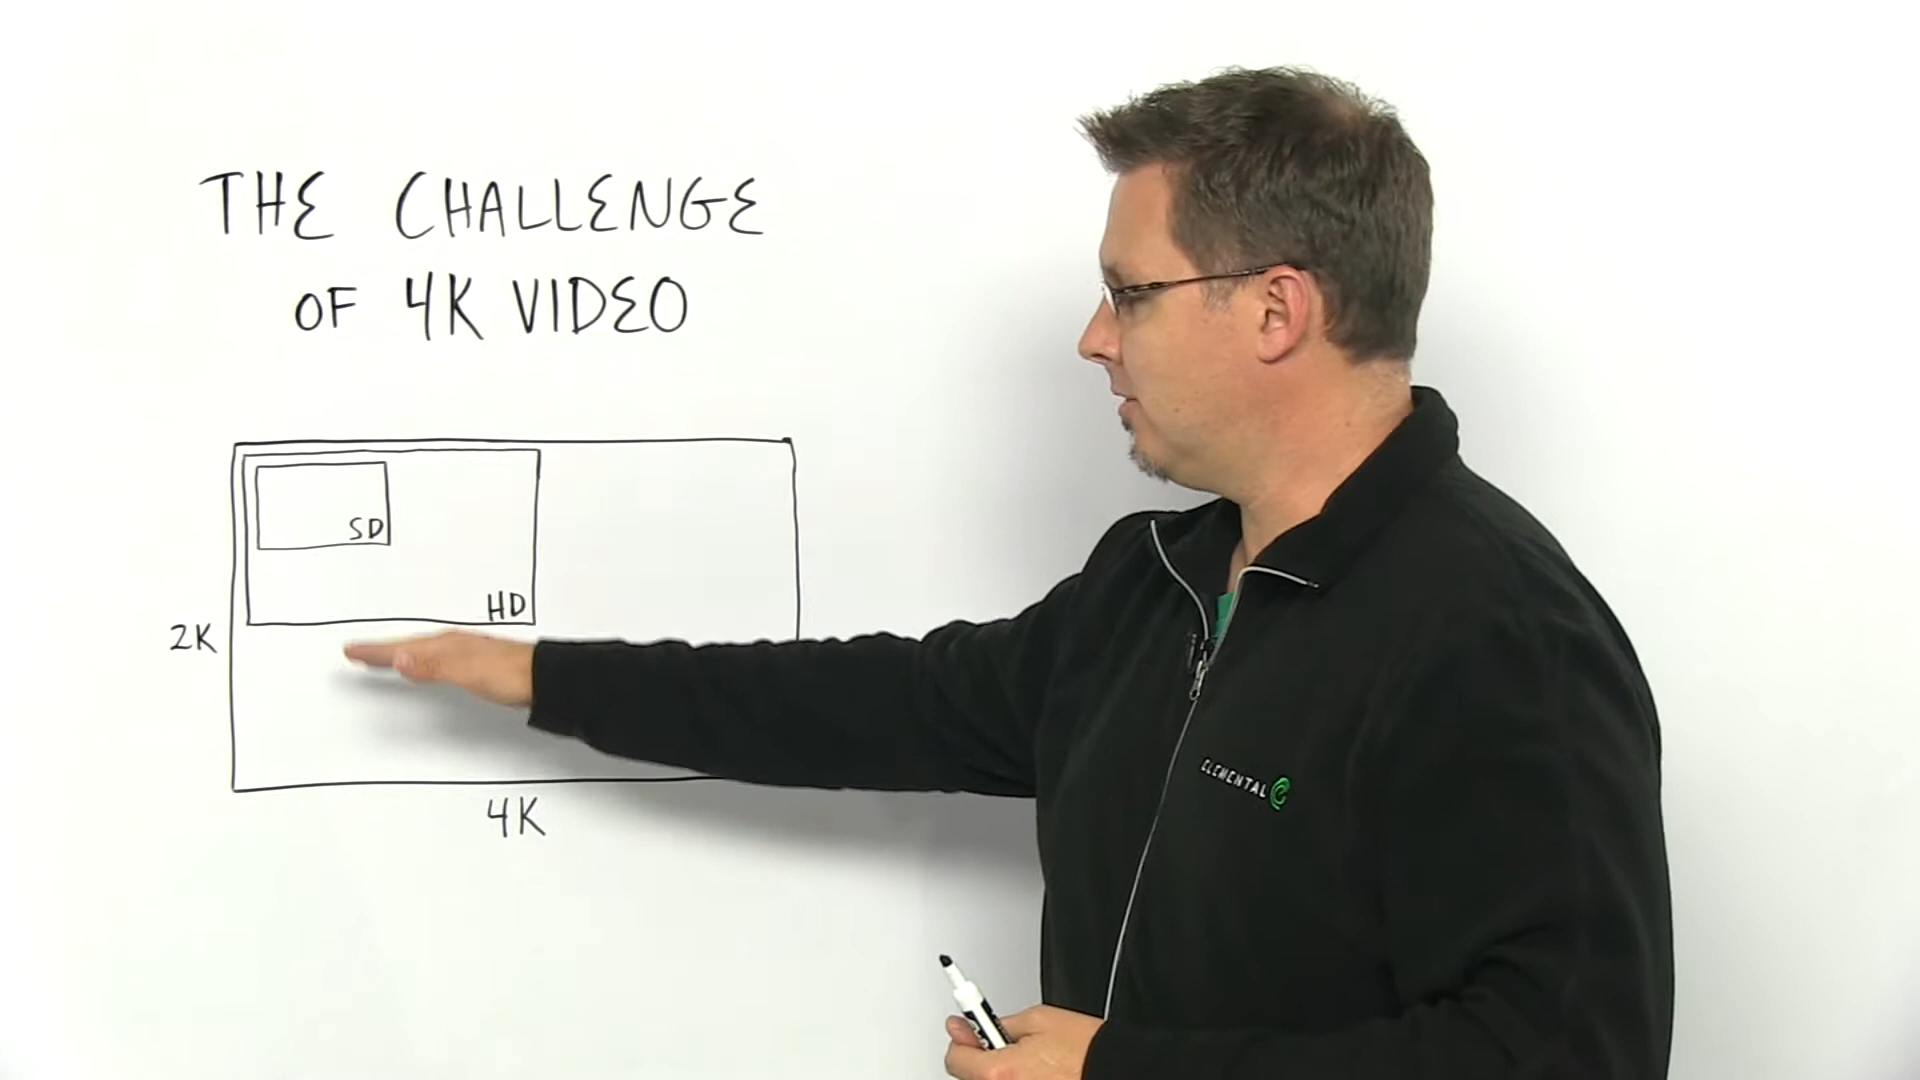 THE CHALLENGE
OF 4K VIDEO
SD
HD
2K
4K
ELEMENTAL